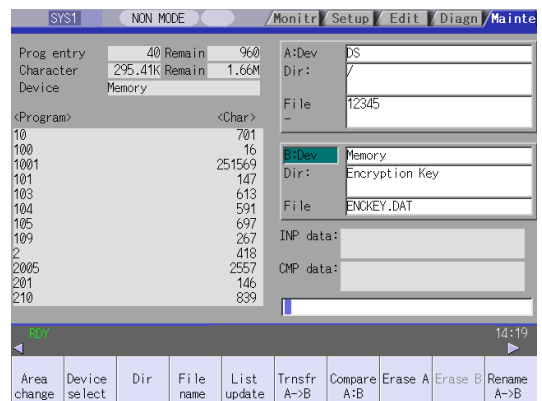 SYS1 NON MODE Monitr Setup Edit Diagn Mainte
Prog entry 40 Remain 960
Character 295.41K Remain 1.66M
Device Memory
<Program> <Char>
10 701
100 16
1001 251569
101 147
103 613
104 591
105 697
109 267
2 418
2005 2557
201 146
210 839
A:Dev DS
Dir: /
File 12345
-
B:Dev Memory
Dir: Encryption Key
File ENCKEY.DAT
INP data:
CMP data:
RDY 14:19
Area change
Device select
Dir
File name
List update
Trnsfr A->B
Compare A:B
Erase A
Erase B
Rename A->B